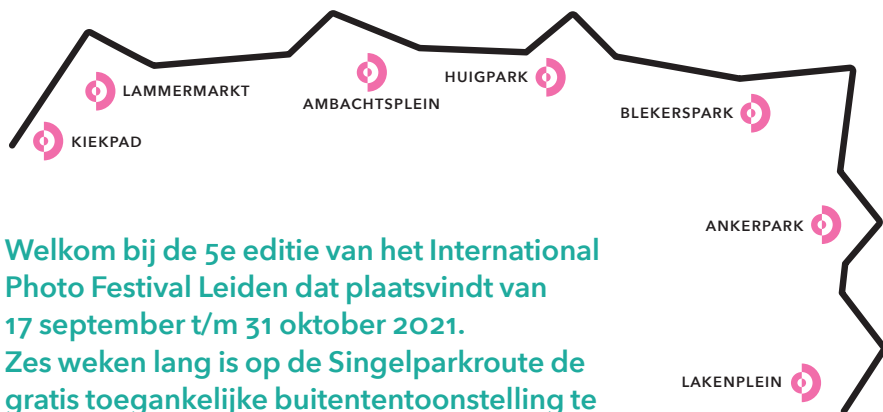 HUIGPARK
LAMMERMARKT
AMBACHTSPLEIN
BLEKERSPARK
KIEKPAD
ANKERPARK
Welkom bij de 5e editie van het International
Photo Festival Leiden dat plaatsvindt van
17 september t/m 31 oktober 2021.
Zes weken lang is op de Singelparkroute de
gratis toegankelijke buitententoonstelling te
LAKENPLEIN